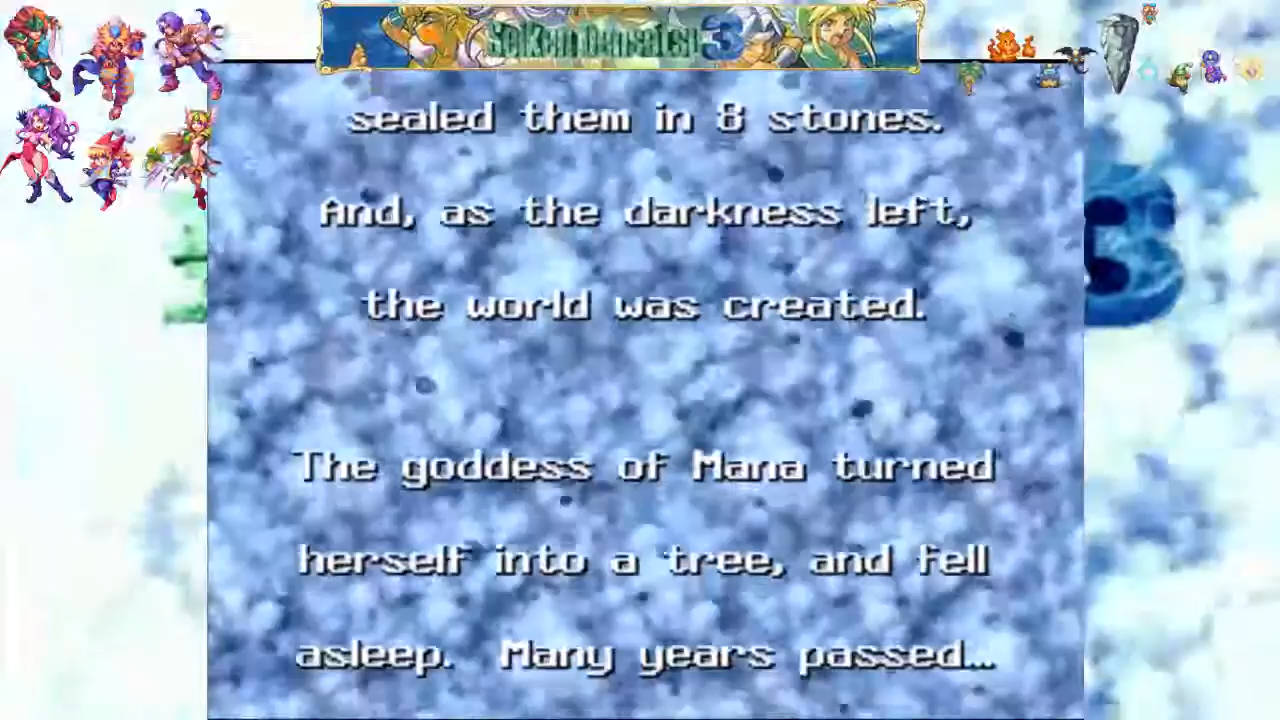 Seiken Densetsu 3
sealed them in 8 stones.
And, as the darkness left,
the world was created.
The goddess of Mana turned
herself into a tree, and fell
asleep. Many years passed...
3